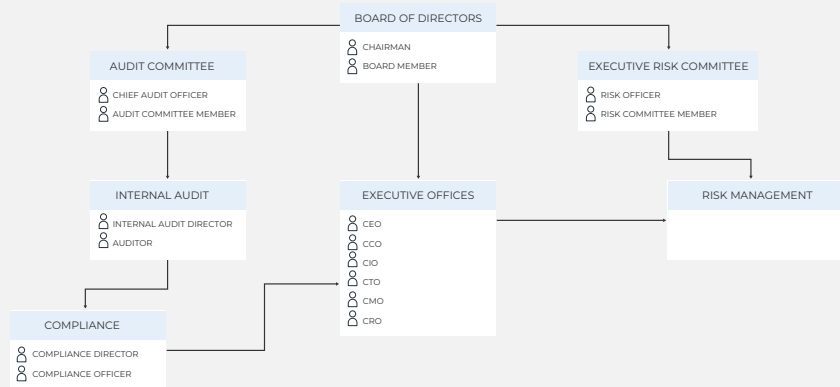 BOARD OF DIRECTORS
CHAIRMAN
BOARD MEMBER
AUDIT COMMITTEE
CHIEF AUDIT OFFICER
AUDIT COMMITTEE MEMBER
EXECUTIVE RISK COMMITTEE
RISK OFFICER
RISK COMMITTEE MEMBER
INTERNAL AUDIT
INTERNAL AUDIT DIRECTOR
AUDITOR
EXECUTIVE OFFICES
CEO
CCO
CIO
CTO
CMO
CRO
RISK MANAGEMENT
COMPLIANCE
COMPLIANCE DIRECTOR
COMPLIANCE OFFICER